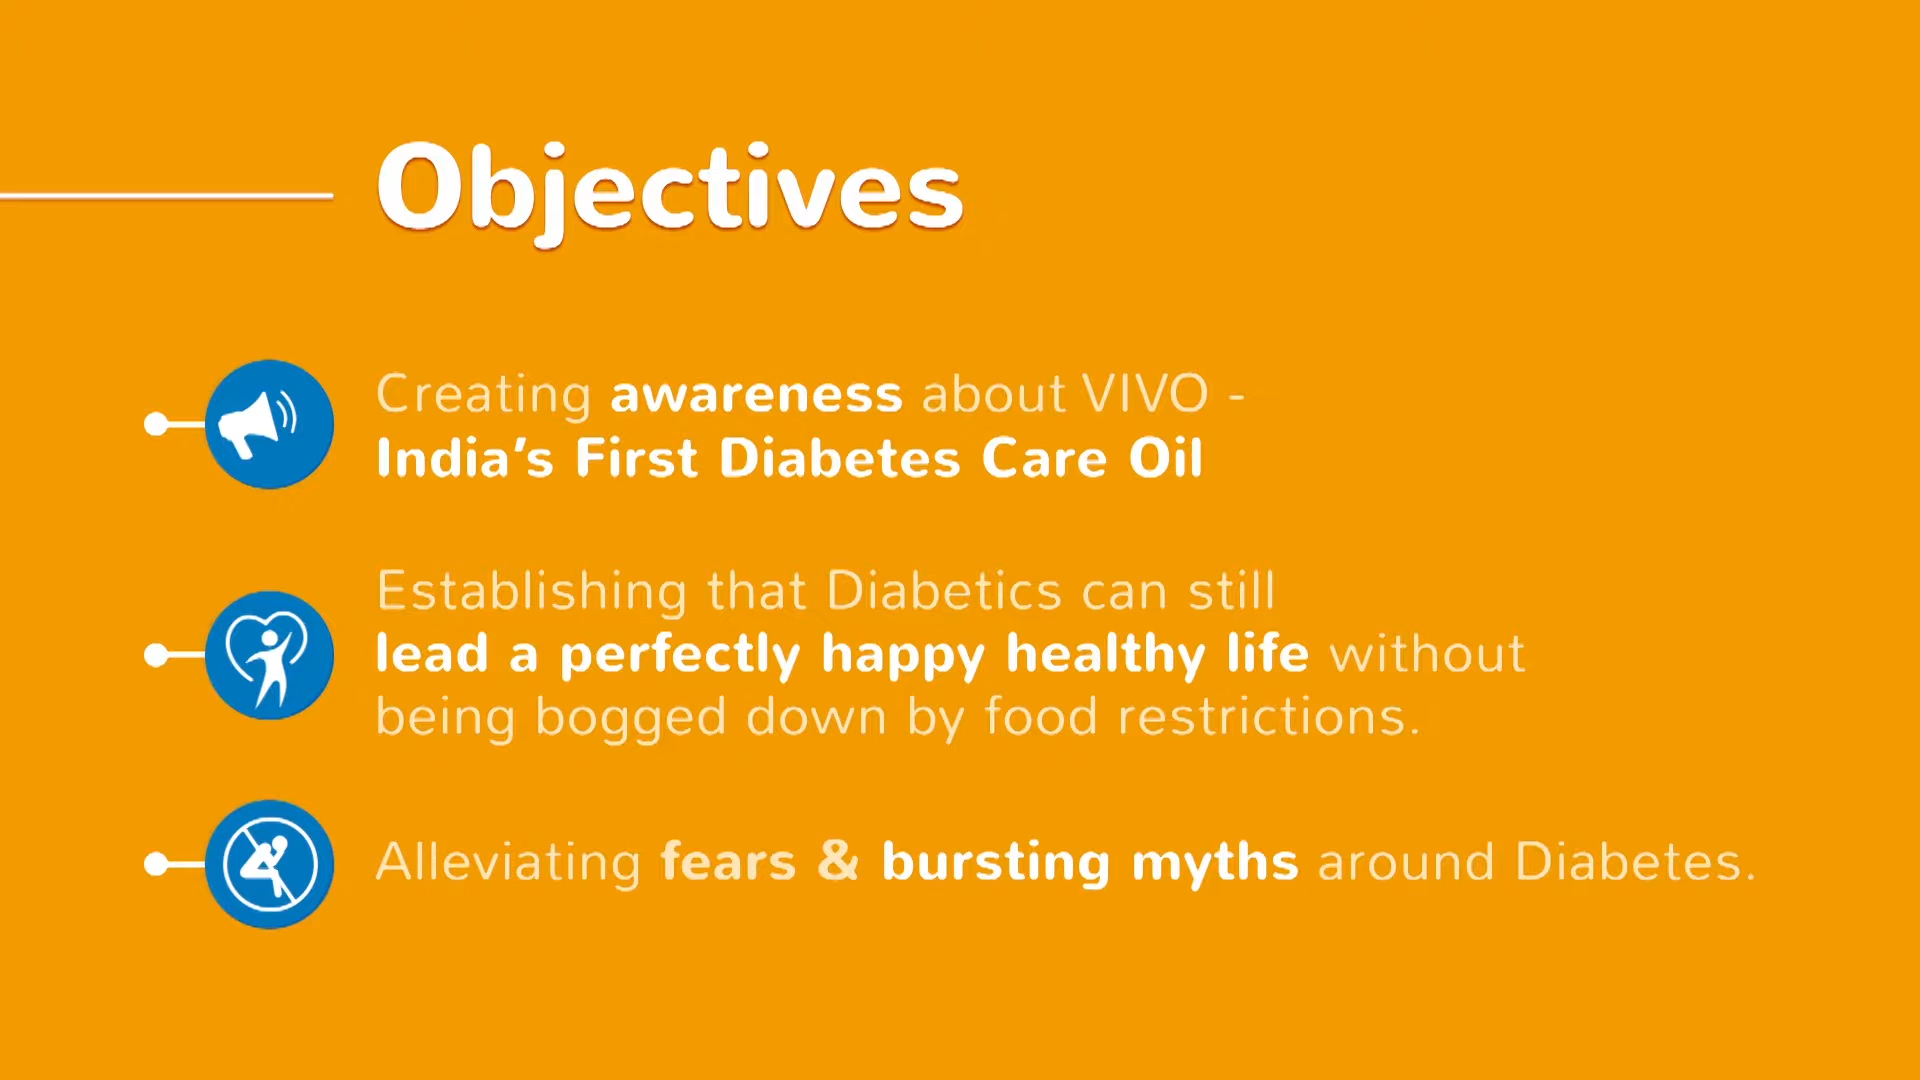 Objectives
Creating awareness about VIVO -
India's First Diabetes Care Oil
Establishing that Diabetics can still
lead a perfectly happy healthy life without
being bogged down by food restrictions.
Alleviating fears & bursting myths around Diabetes.